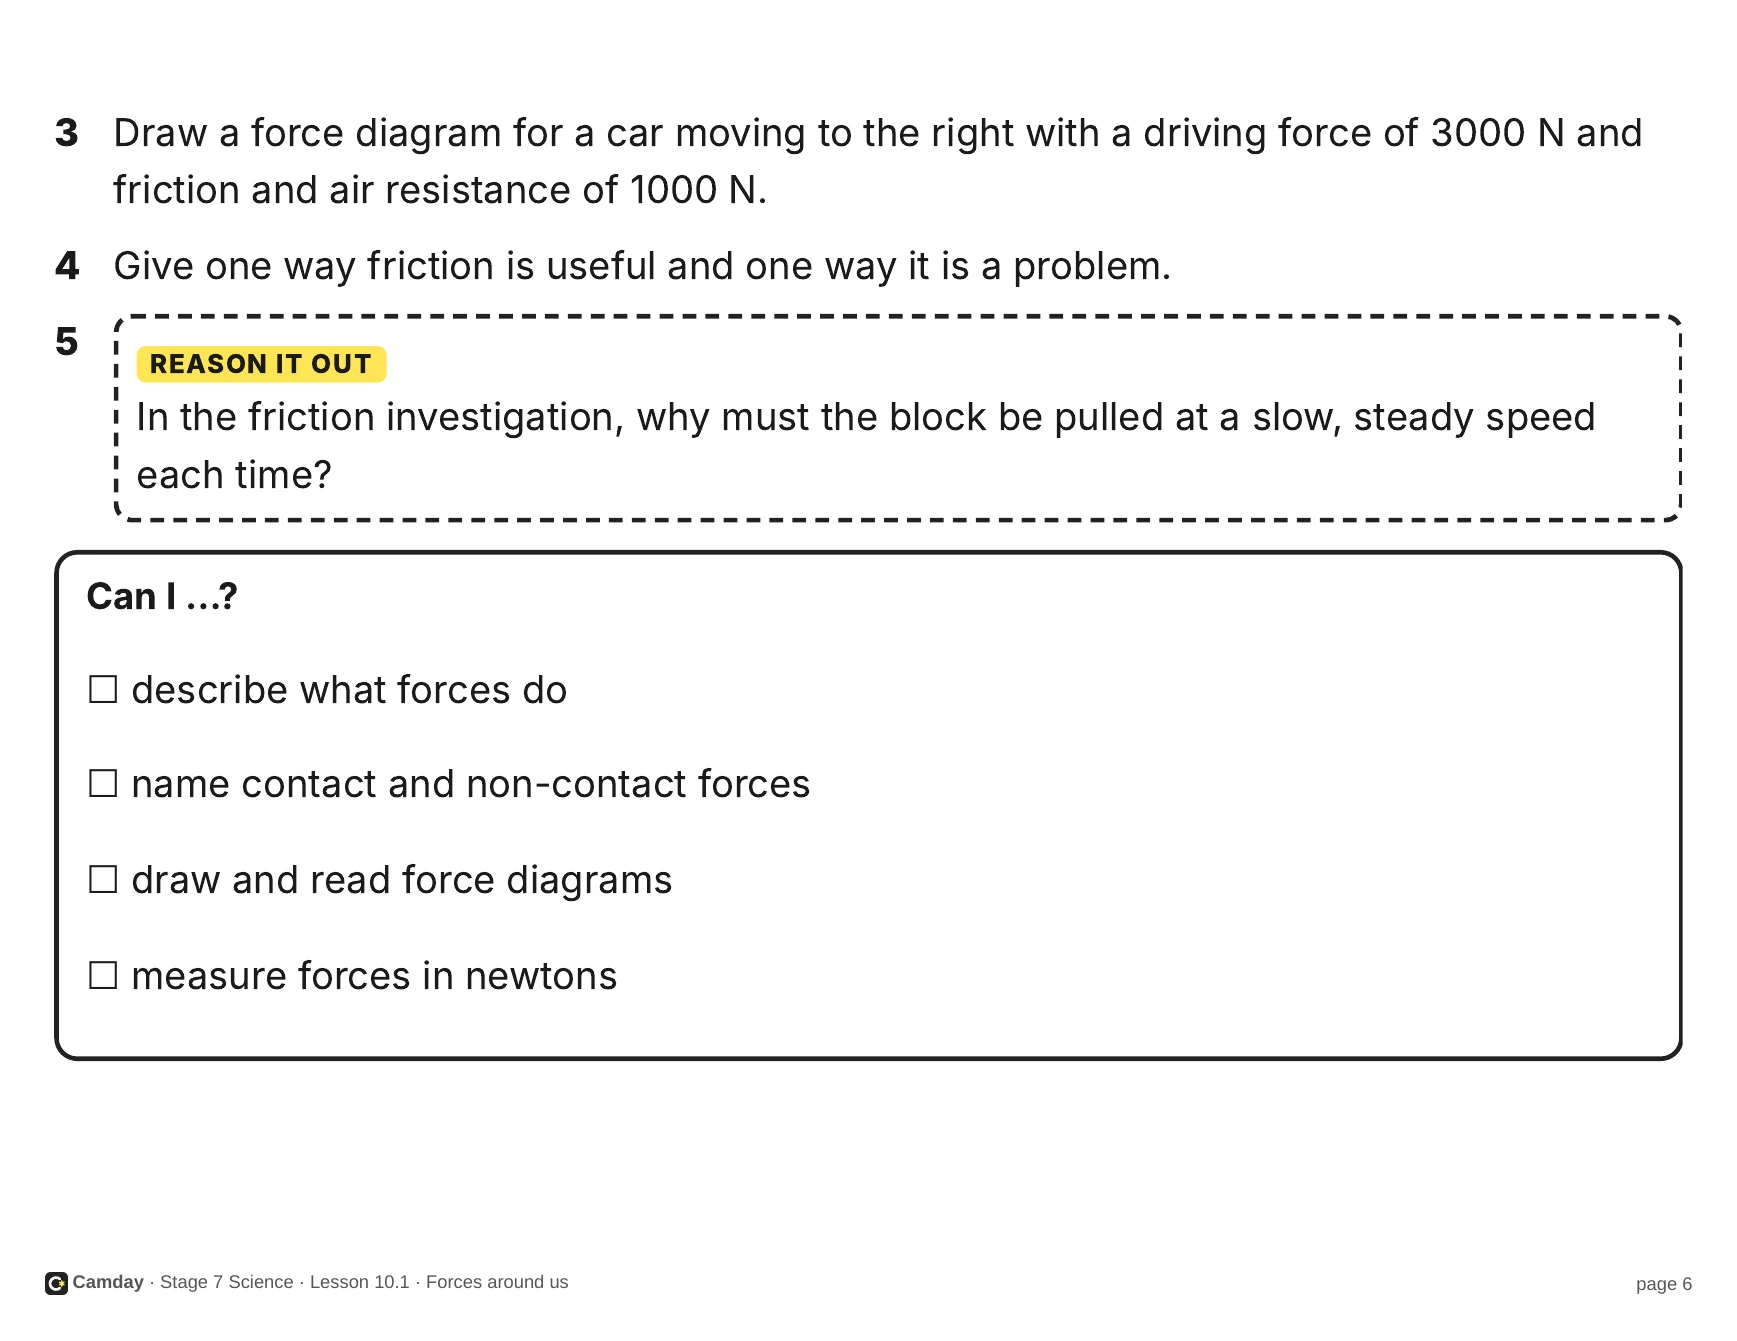 3 Draw a force diagram for a car moving to the right with a driving force of 3000 N and
friction and air resistance of 1000 N.
4 Give one way friction is useful and one way it is a problem.
5
REASON IT OUT
In the friction investigation, why must the block be pulled at a slow, steady speed
each time?
Can I ...?
☐ describe what forces do
☐ name contact and non-contact forces
☐ draw and read force diagrams
☐ measure forces in newtons
Camday · Stage 7 Science · Lesson 10.1 · Forces around us
page 6